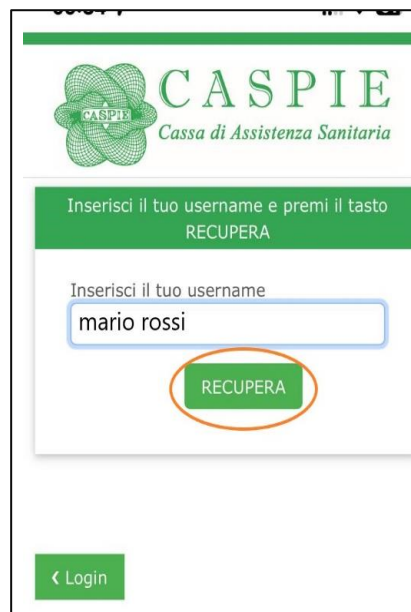 CASPIE
CASPIE
Cassa di Assistenza Sanitaria
Inserisci il tuo username e premi il tasto
RECUPERA
Inserisci il tuo username
mario rossi
RECUPERA
‹ Login